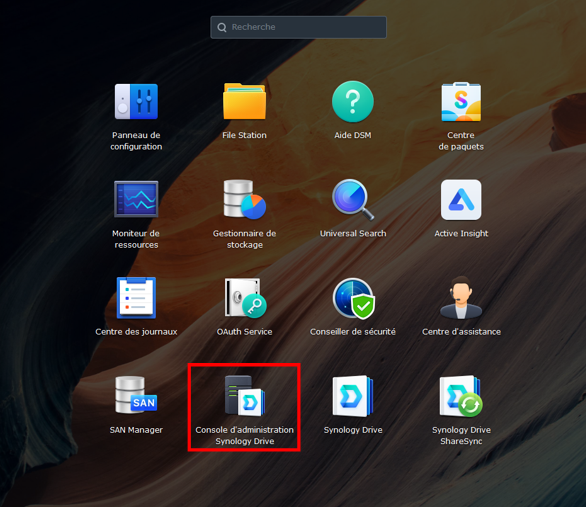 Recherche
Panneau de
configuration
File Station
Aide DSM
Centre
de paquets
Moniteur de
ressources
Gestionnaire de
stockage
Universal Search
Active Insight
Centre des journaux
OAuth Service
Conseiller de sécurité
Centre d'assistance
SAN
SAN Manager
Console d'administration
Synology Drive
Synology Drive
Synology Drive
ShareSync